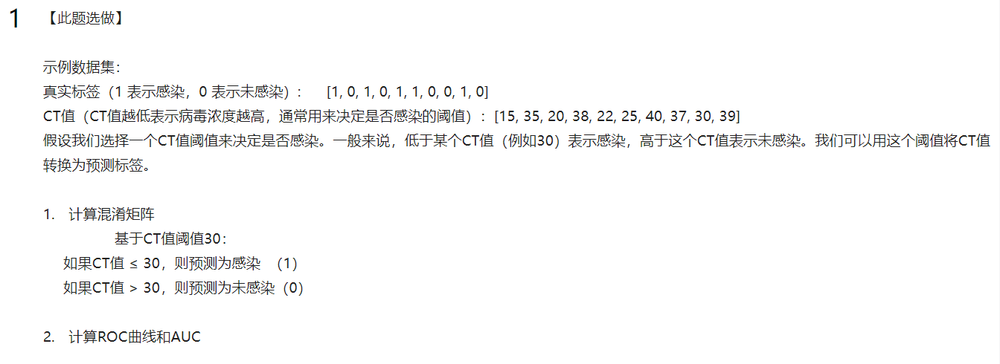 1 【此题选做】
示例数据集：
真实标签（1 表示感染，0 表示未感染）： [1, 0, 1, 0, 1, 1, 0, 0, 1, 0]
CT值（CT值越低表示病毒浓度越高，通常用来决定是否感染的阈值）：[15, 35, 20, 38, 22, 25, 40, 37, 30, 39]
假设我们选择一个CT值阈值来决定是否感染。一般来说，低于某个CT值（例如30）表示感染，高于这个CT值表示未感染。我们可以用这个阈值将CT值
转换为预测标签。
1. 计算混淆矩阵
基于CT值阈值30：
如果CT值 ≤ 30，则预测为感染 （1）
如果CT值 > 30，则预测为未感染（0）
2. 计算ROC曲线和AUC